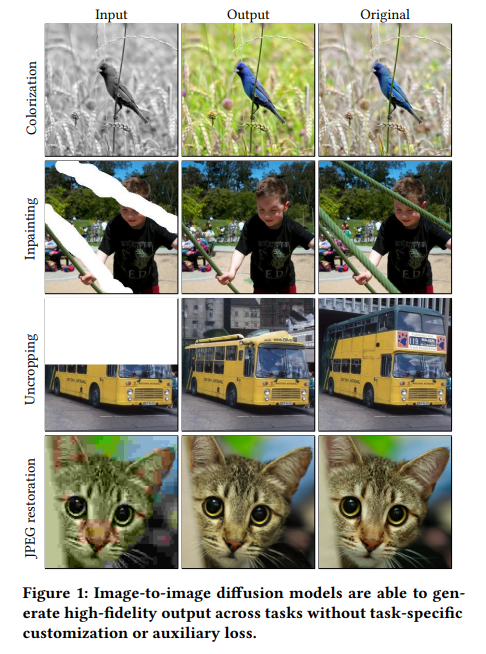 Input Output Original
Colorization
Inpainting
Uncropping
JPEG restoration
Figure 1: Image-to-image diffusion models are able to gen-
erate high-fidelity output across tasks without task-specific
customization or auxiliary loss.